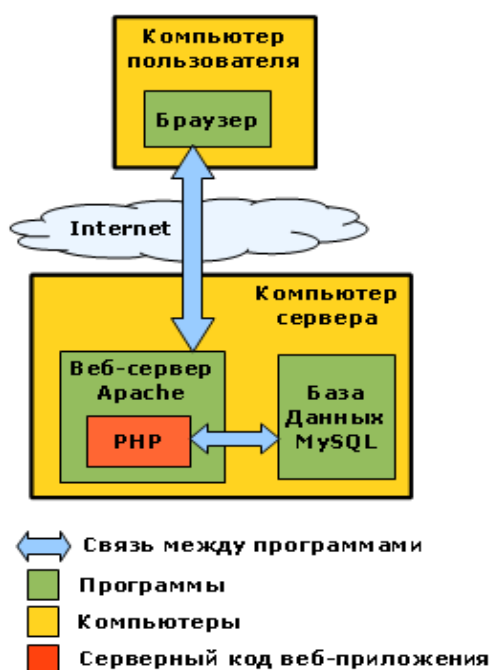 Компьютер
пользователя
Браузер
Internet
Компьютер
сервера
Веб-сервер
Apache
PHP
База
Данных
MySQL
Связь между программами
Программы
Компьютеры
Серверный код веб-приложения